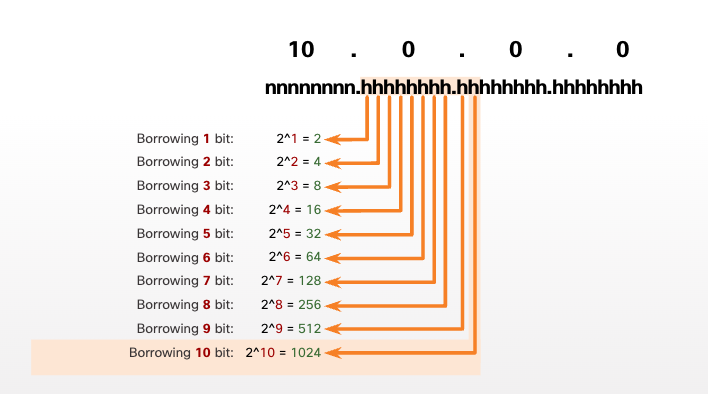 10 . 0 . 0 . 0
nnnnnnnn.hhhhhhhh.hhhhhhhh.hhhhhhhh
Borrowing 1 bit: 2^1 = 2
Borrowing 2 bit: 2^2 = 4
Borrowing 3 bit: 2^3 = 8
Borrowing 4 bit: 2^4 = 16
Borrowing 5 bit: 2^5 = 32
Borrowing 6 bit: 2^6 = 64
Borrowing 7 bit: 2^7 = 128
Borrowing 8 bit: 2^8 = 256
Borrowing 9 bit: 2^9 = 512
Borrowing 10 bit: 2^10 = 1024